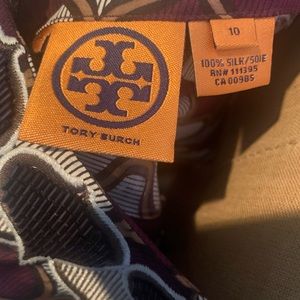 TORY BURCH
10
100% SILK/SOIE
RN# 111395
CA 00985